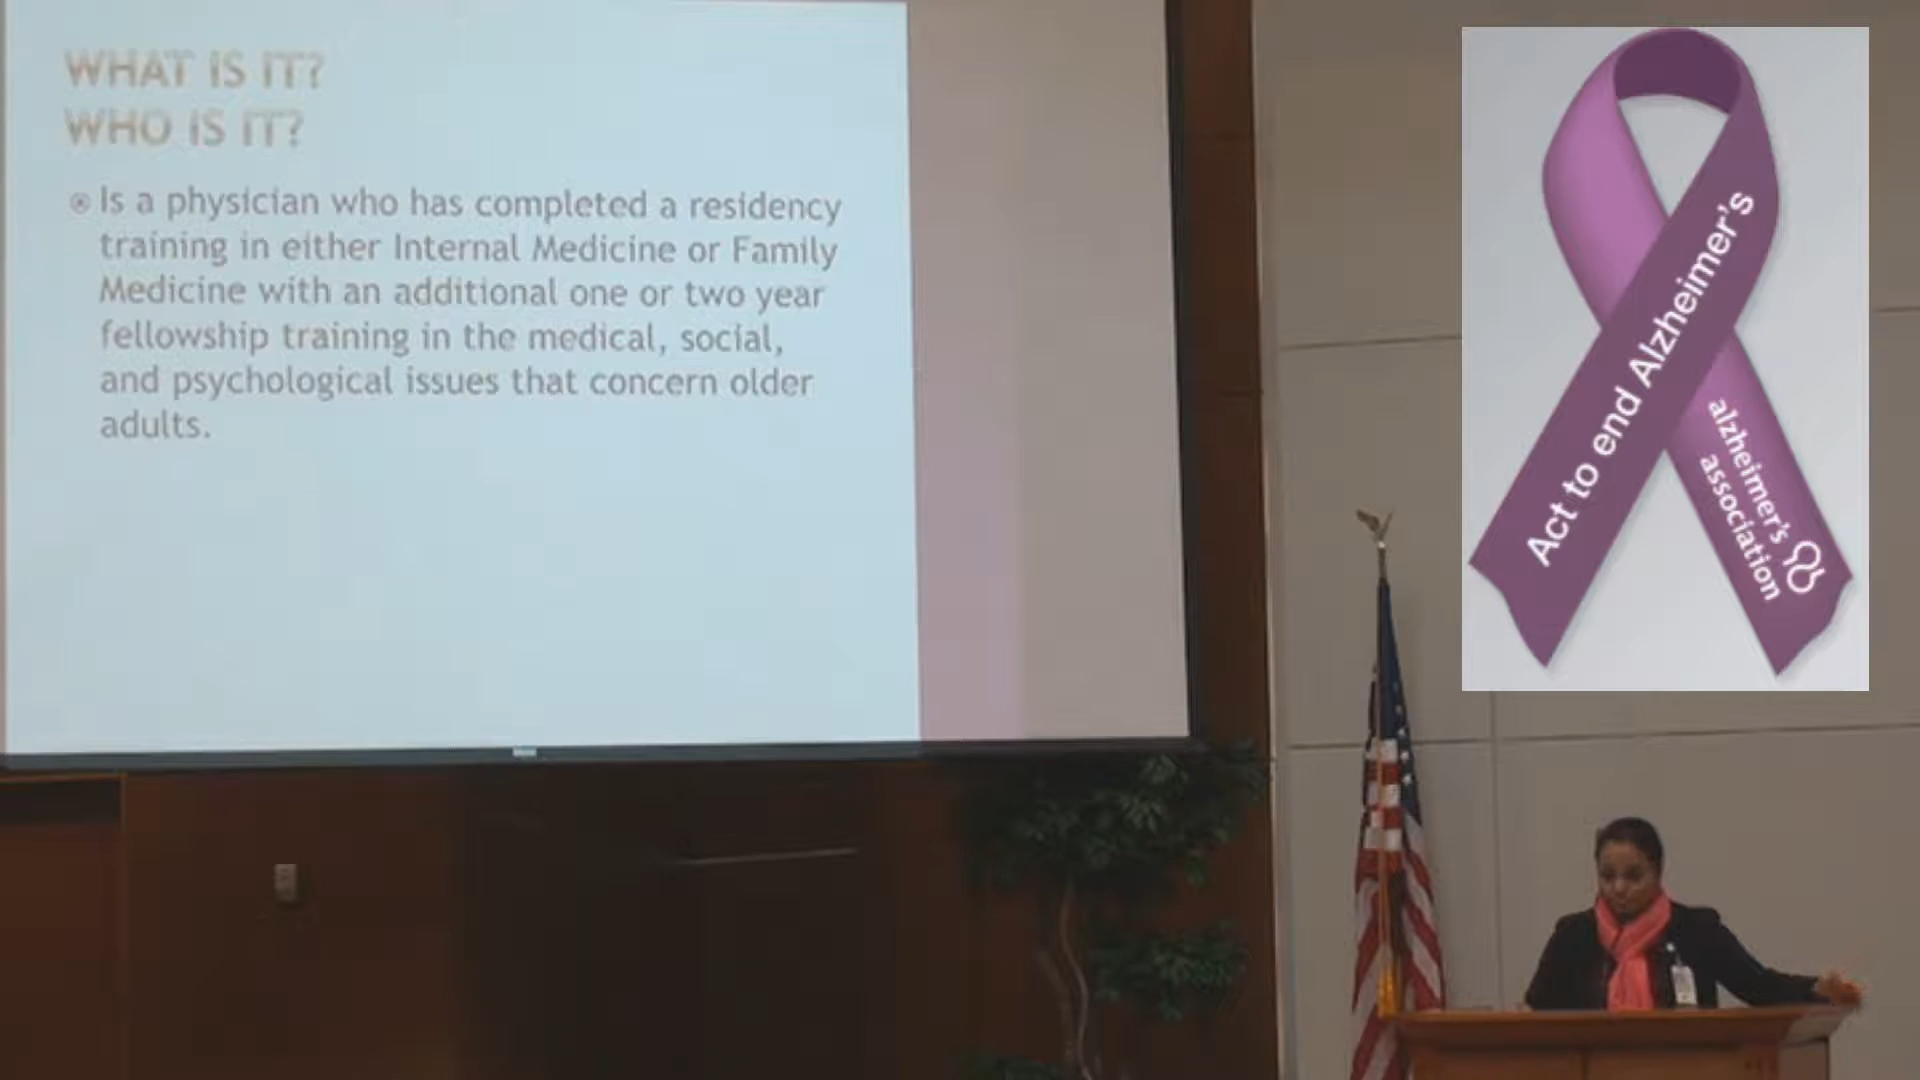 WHAT IS IT?
WHO IS IT?
Is a physician who has completed a residency
training in either Internal Medicine or Family
Medicine with an additional one or two year
fellowship training in the medical, social,
and psychological issues that concern older
adults.
Act to end Alzheimer's
alzheimer's
association